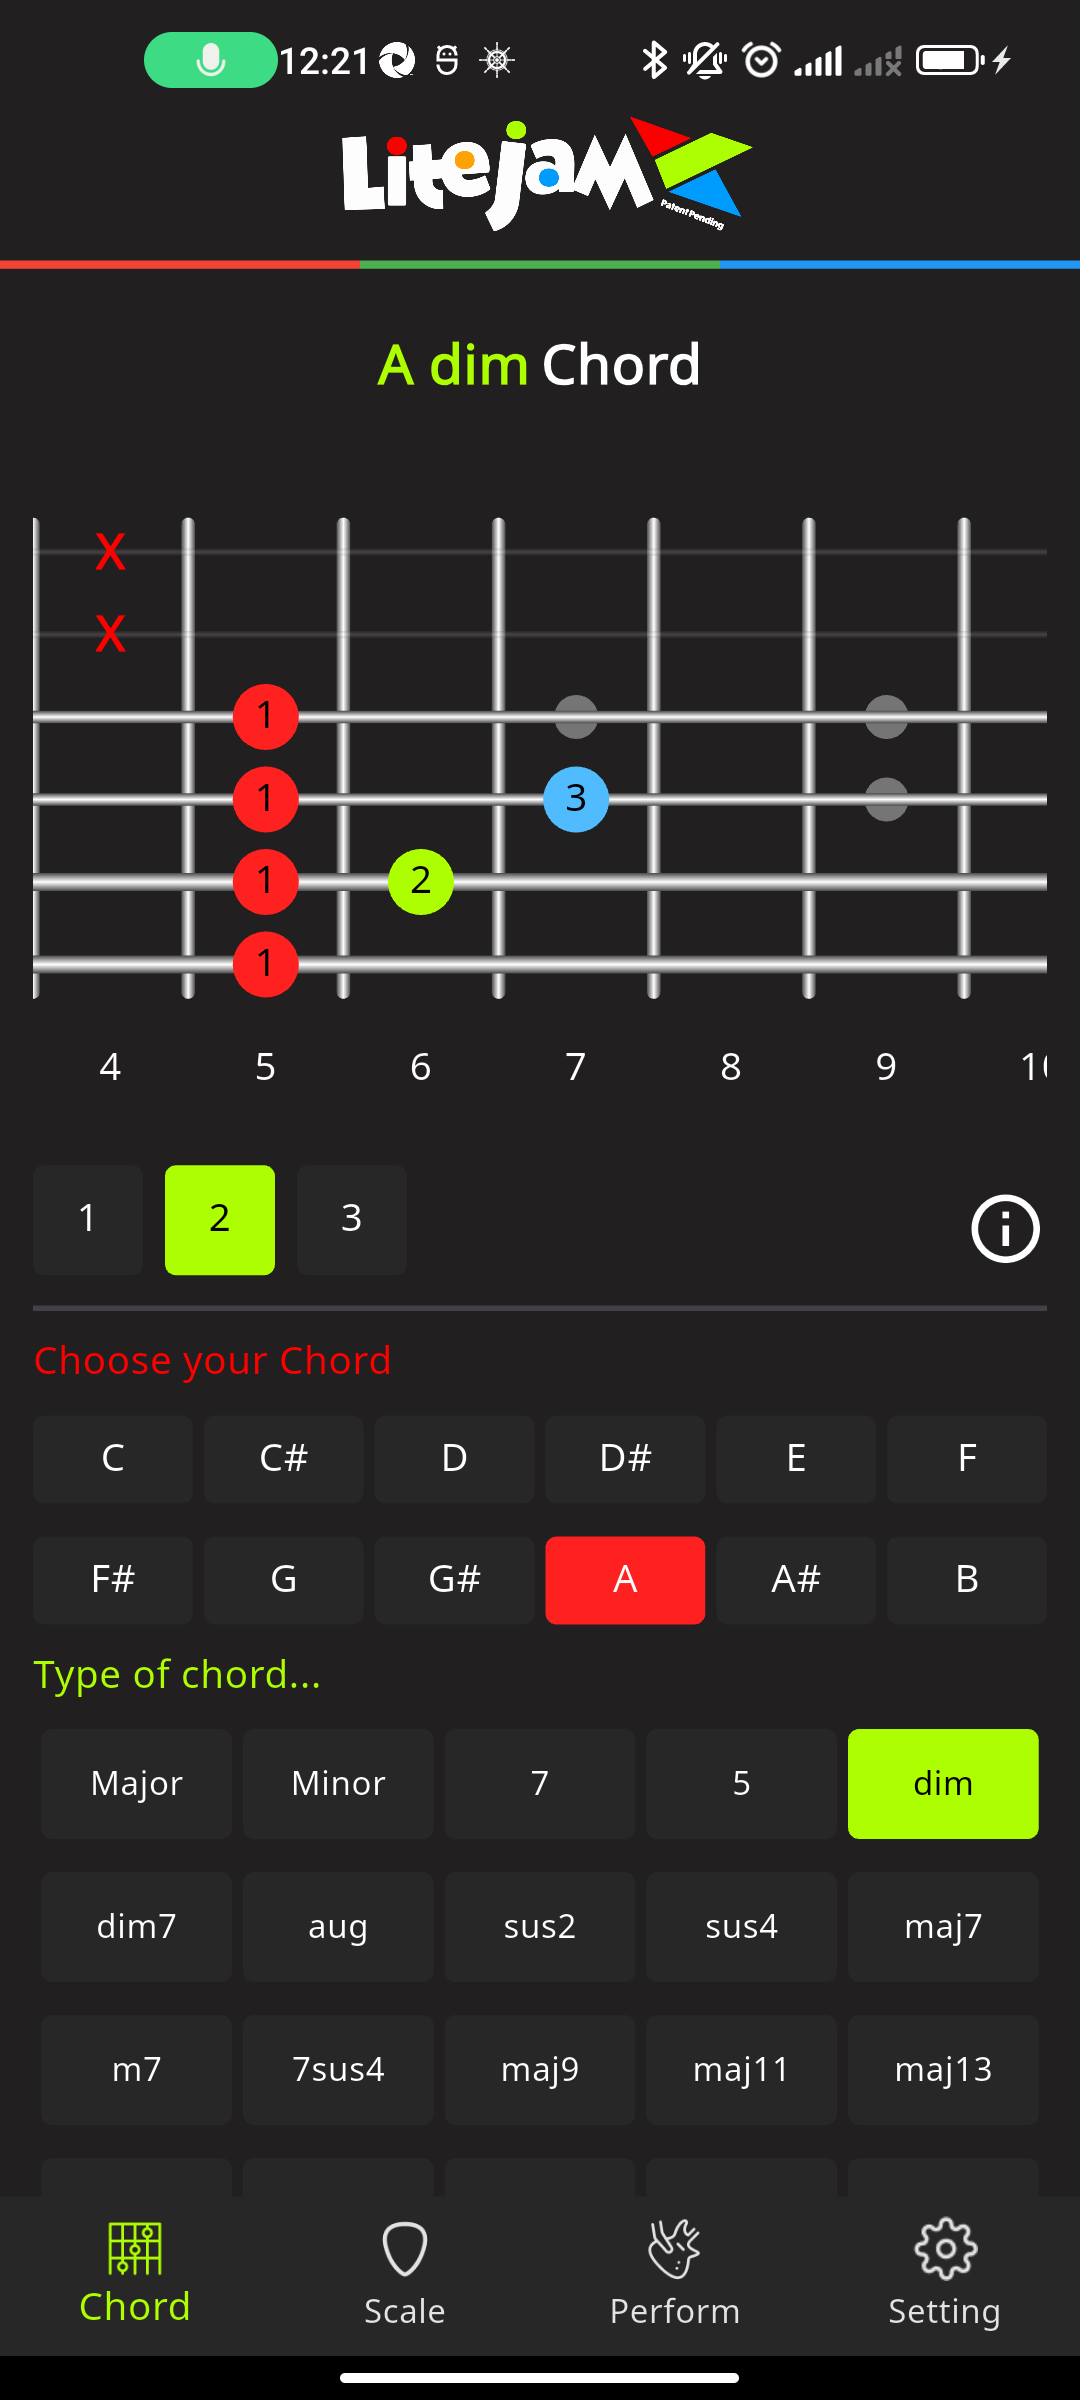 12:21
LitejaM
Patent Pending
A dim Chord
X
X
1
1 3
1 2
1
4 5 6 7 8 9
1 2 3
Choose your Chord
C C# D D# E F
F# G G# A A# B
Type of chord...
Major Minor 7 5 dim
dim7 aug sus2 sus4 maj7
m7 7sus4 maj9 maj11 maj13
Chord Scale Perform Setting